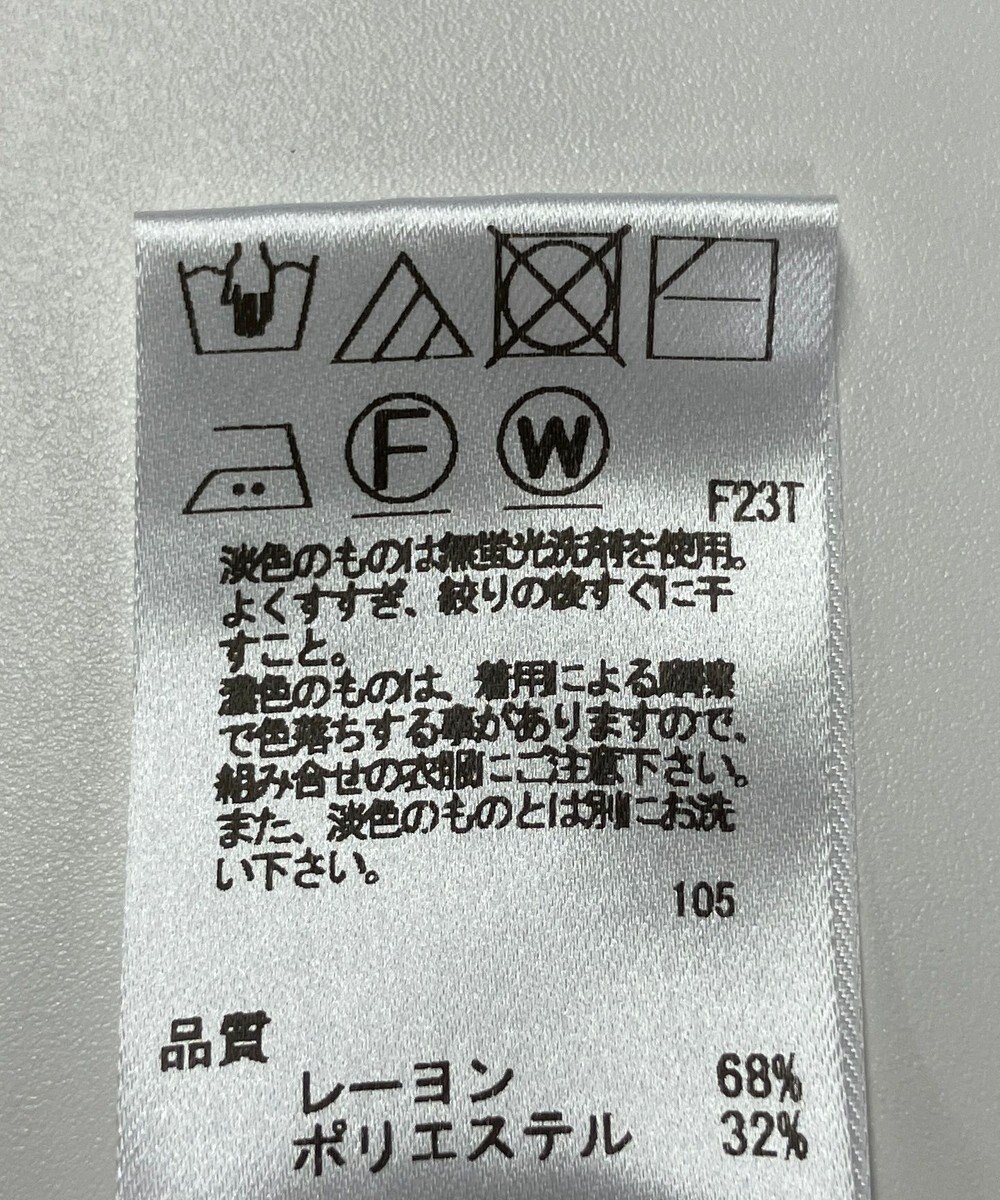 F W
F23T
淡色のものは無蛍光洗剤を使用。
よくすすぎ、絞りの後すぐに干
すこと。
濃色のものは、着用による摩擦
で色落ちする事がありますので、
組み合せの衣服にご注意下さい。
また、淡色のものとは別にお洗
い下さい。
105
品質
レーヨン 68%
ポリエステル 32%